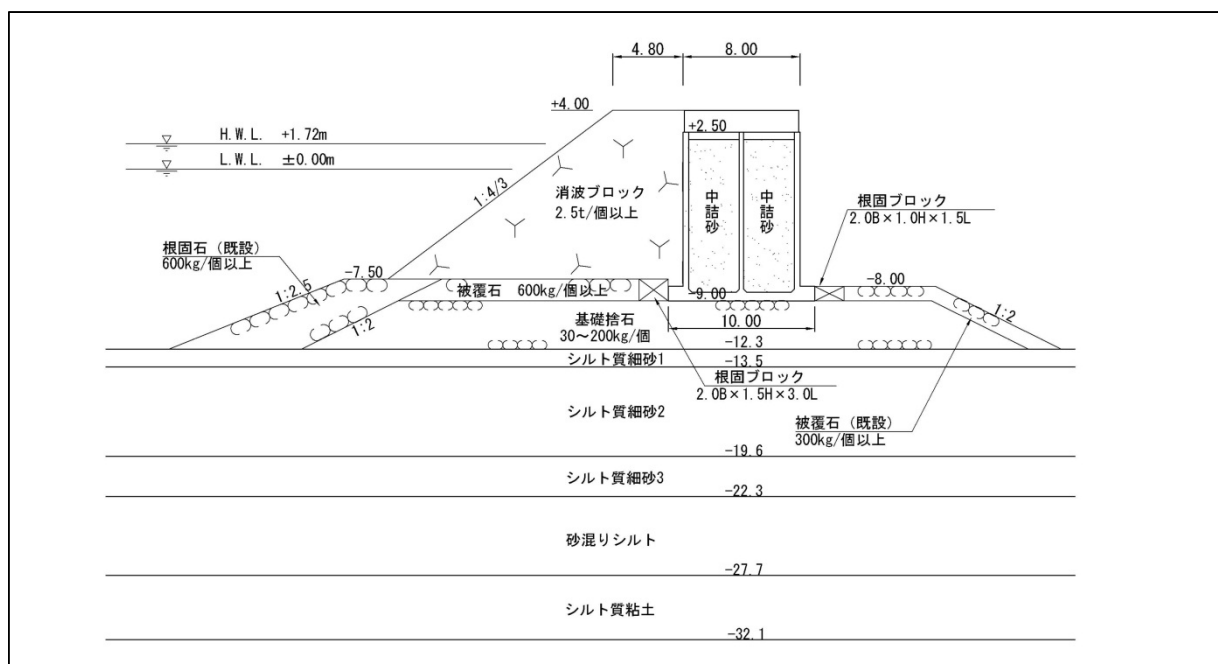 4.80
8.00
+4.00
H.W.L. +1.72m
+2.50
L.W.L. ±0.00m
1:4/3
消波ブロック
2.5t/個以上
中詰砂
中詰砂
根固ブロック
2.0B×1.0H×1.5L
根固石（既設）
600kg/個以上
-7.50
-8.00
1:2.5
被覆石 600kg/個以上
-9.00
1:2
1:2
基礎捨石
30～200kg/個
10.00
-12.3
シルト質細砂1
-13.5
根固ブロック
2.0B×1.5H×3.0L
シルト質細砂2
被覆石（既設）
300kg/個以上
-19.6
シルト質細砂3
-22.3
砂混りシルト
-27.7
シルト質粘土
-32.1